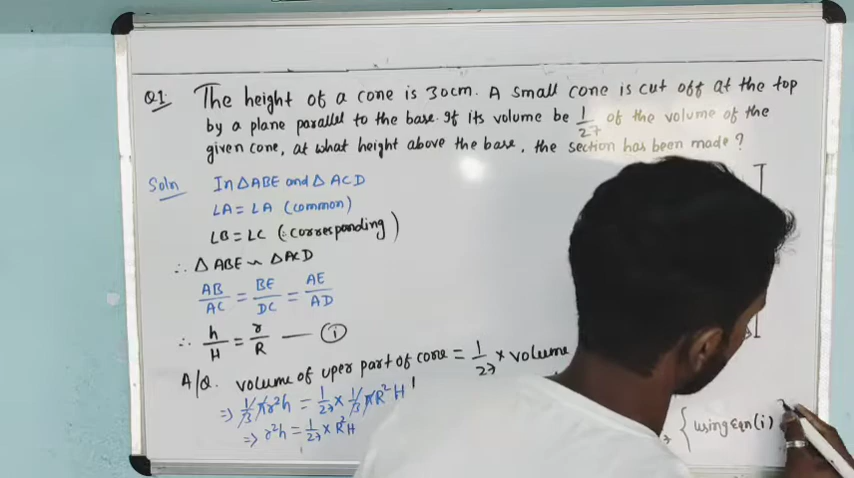 Q1. The height of a cone is 30cm. A small cone is cut off at the top
by a plane parallel to the base. If its volume be 1/27 of the volume of the
given cone, at what height above the base, the section has been made?
Soln In △ABE and △ACD
∠A = ∠A (common)
∠B = ∠C (corresponding)
∴ △ABE ~ △ACD
AB/AC = BE/DC = AE/AD
∴ h/H = r/R — (i)
A/Q. volume of uper part of cone = 1/27 × volume
⇒ 1/3 πr²h = 1/27 × 1/3 πR²H
⇒ r²h = 1/27 × R²H
{using eqn(i)